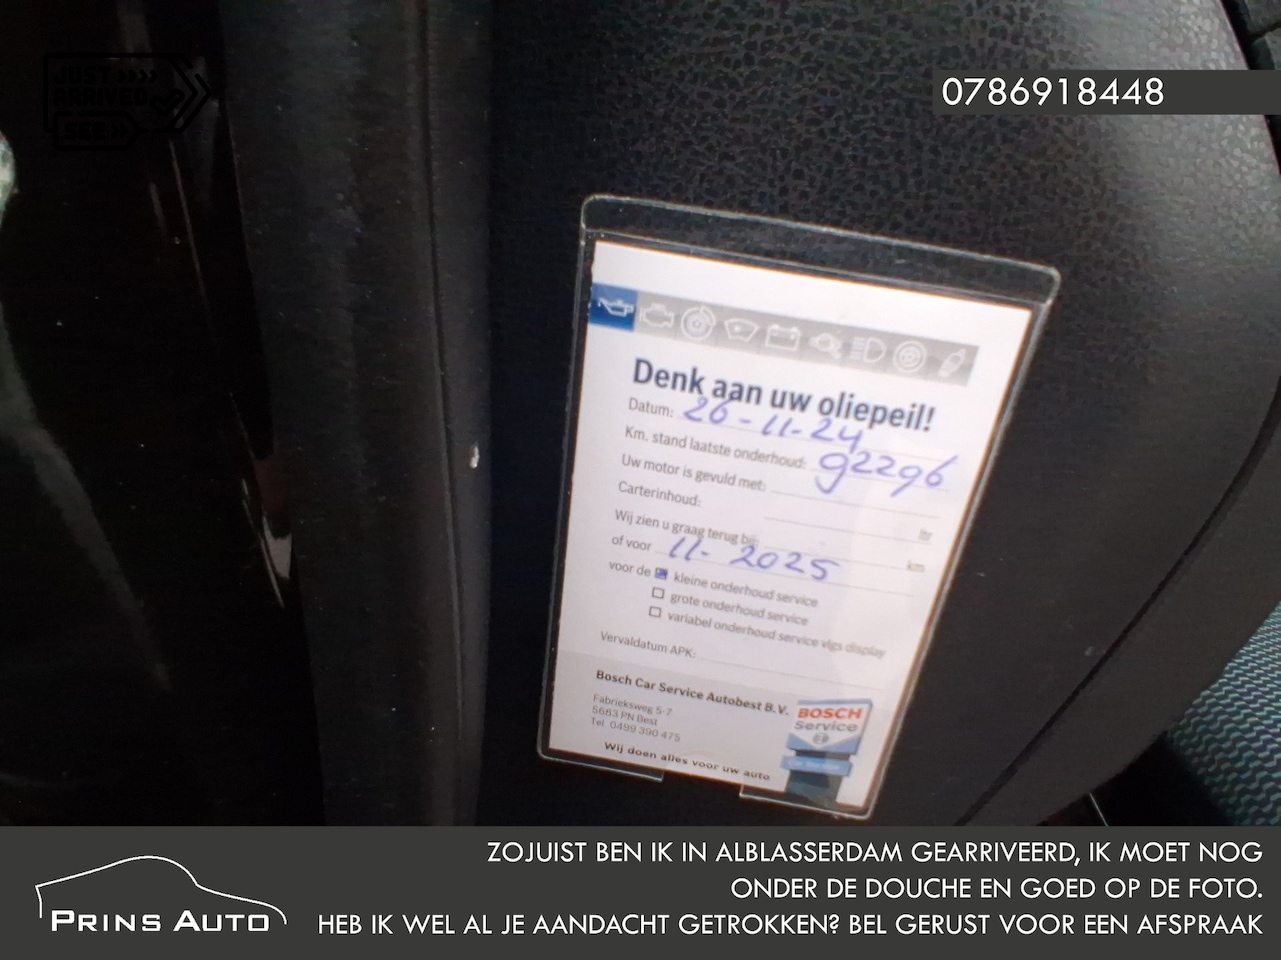 JUST
ARRIVED
SEE
0786918448
Denk aan uw oliepeil!
Datum: 26-11-24
Km. stand laatste onderhoud: 92296
Uw motor is gevuld met:
Carterinhoud: ltr
Wij zien u graag terug bij: km
of voor 11-2025
voor de kleine onderhoud service
grote onderhoud service
variabel onderhoud service vlgs display
Vervaldatum APK:
Bosch Car Service Autobest B.V.
Fabrieksweg 5-7
5683 PN Best
Tel. 0499 390 475
Wij doen alles voor uw auto
BOSCH
Service
Car Service
PRINS AUTO
ZOJUIST BEN IK IN ALBLASSERDAM GEARRIVEERD, IK MOET NOG
ONDER DE DOUCHE EN GOED OP DE FOTO.
HEB IK WEL AL JE AANDACHT GETROKKEN? BEL GERUST VOOR EEN AFSPRAAK